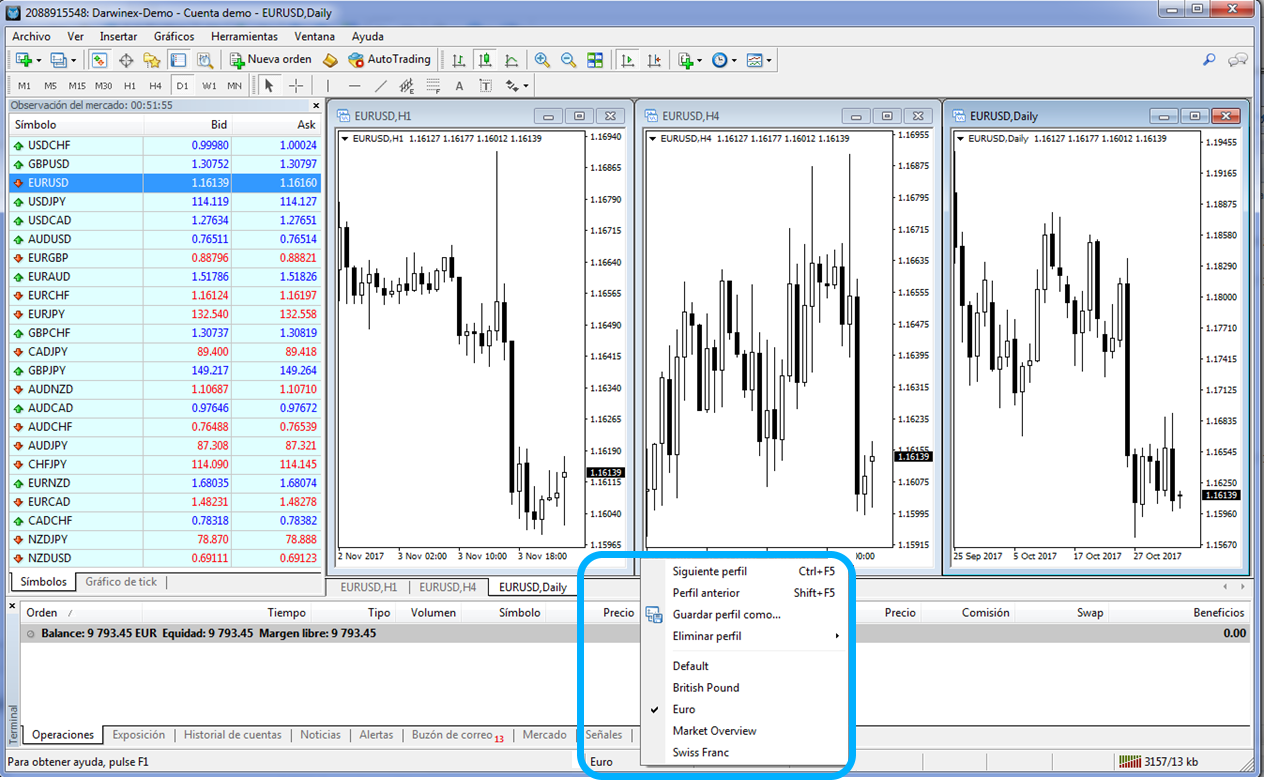 2088915548: Darwinex-Demo - Cuenta demo - EURUSD,Daily
Archivo Ver Insertar Gráficos Herramientas Ventana Ayuda
Nueva orden AutoTrading
M1 M5 M15 M30 H1 H4 D1 W1 MN A T
Observación del mercado: 00:51:55
Símbolo Bid Ask
USDCHF 0.99980 1.00024
GBPUSD 1.30752 1.30797
EURUSD 1.16139 1.16160
USDJPY 114.119 114.127
USDCAD 1.27634 1.27651
AUDUSD 0.76511 0.76514
EURGBP 0.88796 0.88821
EURAUD 1.51786 1.51826
EURCHF 1.16124 1.16197
EURJPY 132.540 132.558
GBPCHF 1.30737 1.30819
CADJPY 89.400 89.418
GBPJPY 149.217 149.264
AUDNZD 1.10687 1.10710
AUDCAD 0.97646 0.97672
AUDCHF 0.76488 0.76539
AUDJPY 87.308 87.321
CHFJPY 114.090 114.145
EURNZD 1.68035 1.68074
EURCAD 1.48231 1.48278
CADCHF 0.78318 0.78382
NZDJPY 78.870 78.888
NZDUSD 0.69111 0.69123
Símbolos Gráfico de tick
EURUSD,H1
EURUSD,H1 1.16127 1.16177 1.16012 1.16139
1.16940
1.16865
1.16790
1.16715
1.16640
1.16565
1.16490
1.16415
1.16340
1.16265
1.16190
1.16139
1.16115
1.16040
1.15965
2 Nov 2017 3 Nov 02:00 3 Nov 10:00 3 Nov 18:00
EURUSD,H4
EURUSD,H4 1.16127 1.16177 1.16012 1.16139
1.16955
1.16875
1.16795
1.16715
1.16635
1.16555
1.16475
1.16395
1.16315
1.16235
1.16155
1.16139
1.16075
1.15995
1.15915
00:00
EURUSD,Daily
EURUSD,Daily 1.16127 1.16177 1.16012 1.16139
1.19455
1.19165
1.18875
1.18580
1.18290
1.18000
1.17710
1.17415
1.17125
1.16835
1.16545
1.16250
1.16139
1.15960
1.15670
25 Sep 2017 5 Oct 2017 17 Oct 2017 27 Oct 2017
EURUSD,H1 EURUSD,H4 EURUSD,Daily
Siguiente perfil Ctrl+F5
Perfil anterior Shift+F5
Guardar perfil como...
Eliminar perfil
Default
British Pound
Euro
Market Overview
Swiss Franc
Orden / Tiempo Tipo Volumen Símbolo Precio Precio Comisión Swap Beneficios
Balance: 9 793.45 EUR Equidad: 9 793.45 Margen libre: 9 793.45 0.00
Terminal
Operaciones Exposición Historial de cuentas Noticias Alertas Buzón de correo 13 Mercado Señales
Para obtener ayuda, pulse F1 Euro 3157/13 kb